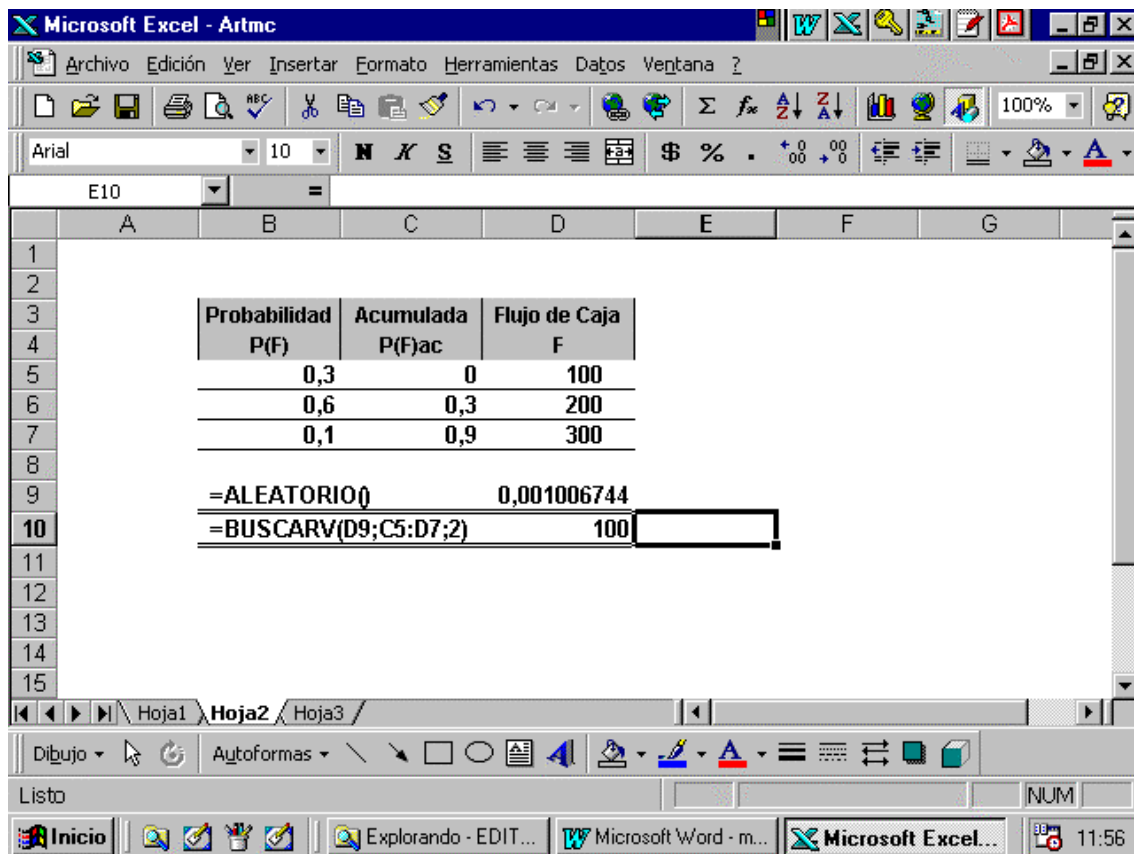 Microsoft Excel - Artmc
Archivo Edición Ver Insertar Formato Herramientas Datos Ventana ?
ABC Σ fx A Z Z A 100%
Arial 10 N K S $ %
E10 =
A B C D E F G
1
2
3 Probabilidad Acumulada Flujo de Caja
4 P(F) P(F)ac F
5 0,3 0 100
6 0,6 0,3 200
7 0,1 0,9 300
8
9 =ALEATORIO() 0,001006744
10 =BUSCARV(D9;C5:D7;2) 100
11
12
13
14
15
Hoja1 Hoja2 Hoja3
Dibujo Autoformas A A
Listo NUM
Inicio Explorando - EDIT... Microsoft Word - m... Microsoft Excel... 11:56